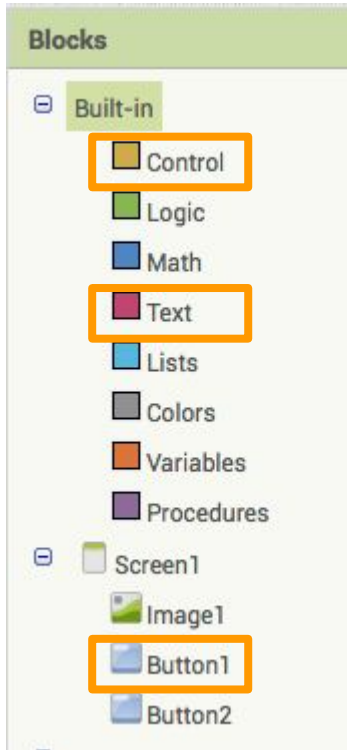 Blocks
Built-in
Control
Logic
Math
Text
Lists
Colors
Variables
Procedures
Screen1
Image1
Button1
Button2